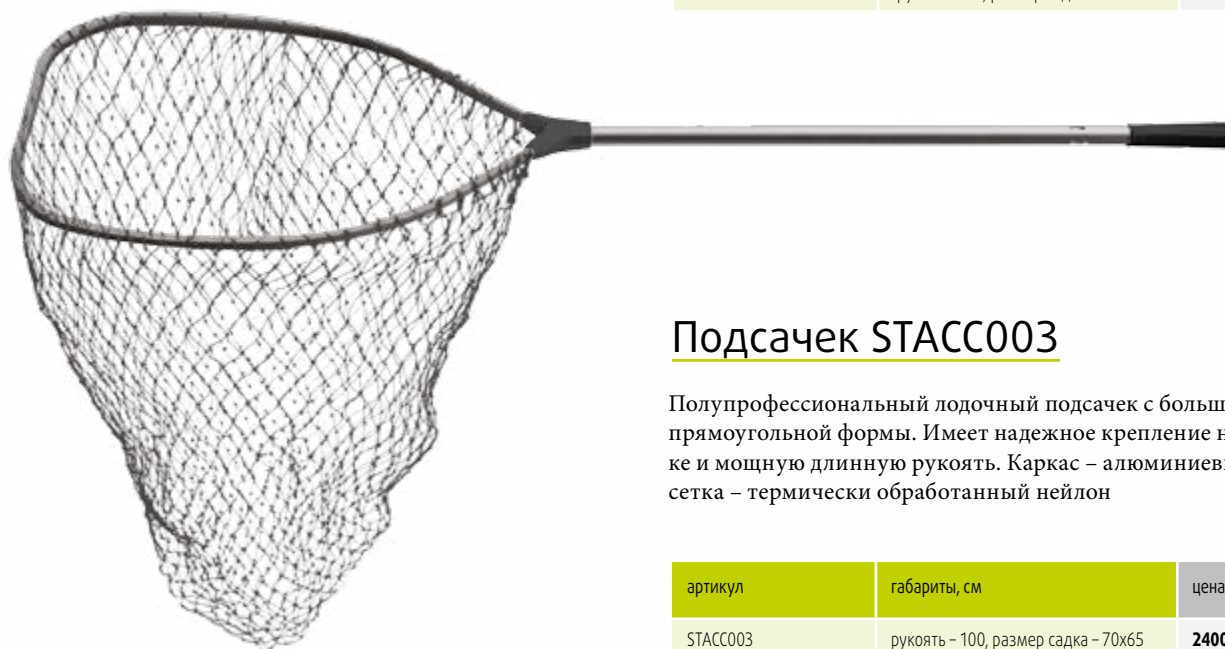 Подсачек STACC003
Полупрофессиональный лодочный подсачек с больш
прямоугольной формы. Имеет надежное крепление н
ке и мощную длинную рукоять. Каркас – алюминиев
сетка – термически обработанный нейлон
артикул габариты, см цена
STACC003 рукоять – 100, размер садка – 70х65 2400